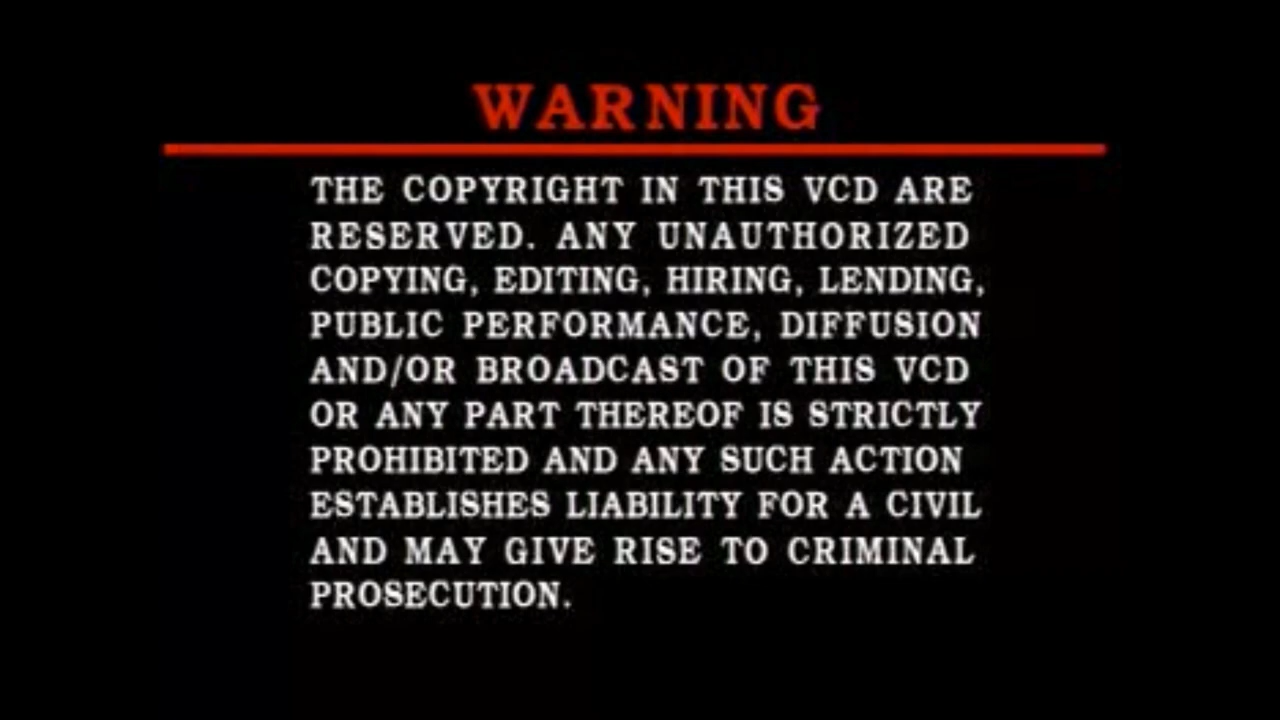 WARNING
THE COPYRIGHT IN THIS VCD ARE
RESERVED. ANY UNAUTHORIZED
COPYING, EDITING, HIRING, LENDING,
PUBLIC PERFORMANCE, DIFFUSION
AND/OR BROADCAST OF THIS VCD
OR ANY PART THEREOF IS STRICTLY
PROHIBITED AND ANY SUCH ACTION
ESTABLISHES LIABILITY FOR A CIVIL
AND MAY GIVE RISE TO CRIMINAL
PROSECUTION.